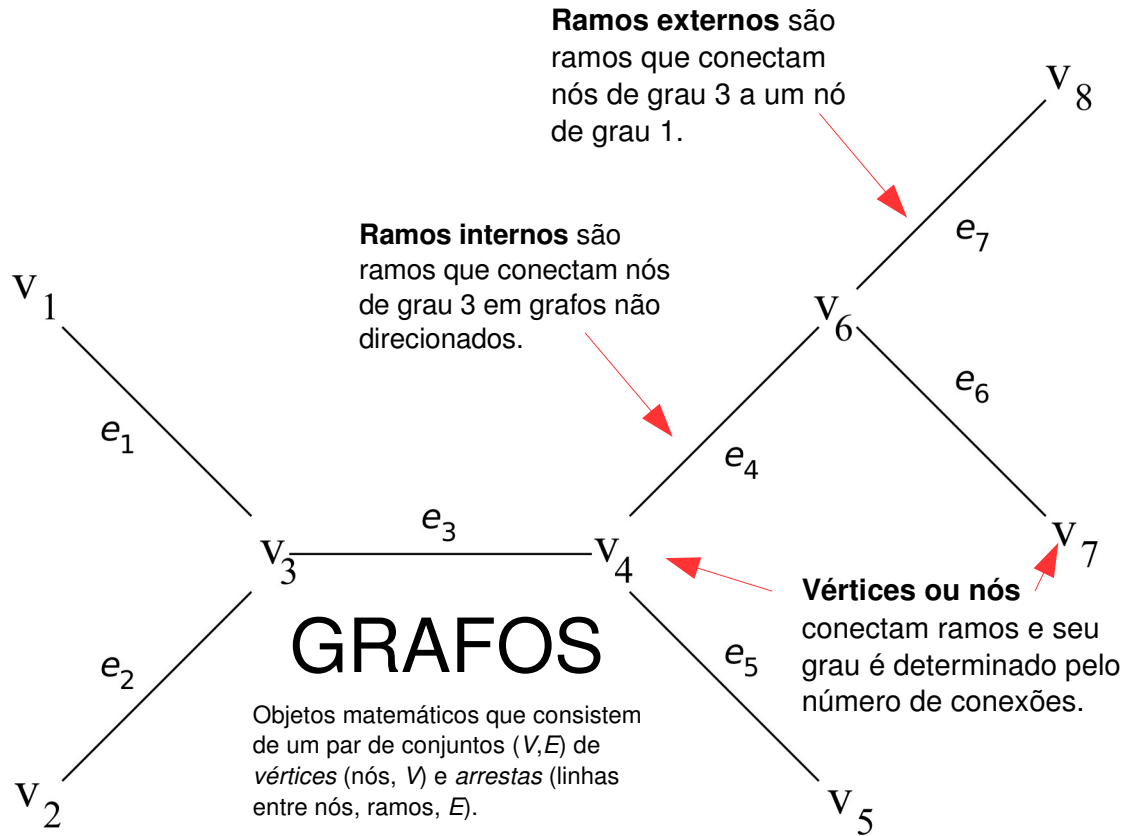 Ramos externos são
ramos que conectam
nós de grau 3 a um nó
de grau 1.
v8
e7
Ramos internos são
ramos que conectam nós
de grau 3 em grafos não
direcionados.
v1
v6
e6
e1
e4
e3
v3
v4
v7
Vértices ou nós
conectam ramos e seu
grau é determinado pelo
número de conexões.
GRAFOS
e2
e5
Objetos matemáticos que consistem
de um par de conjuntos (V,E) de
vértices (nós, V) e arrestas (linhas
entre nós, ramos, E).
v2
v5